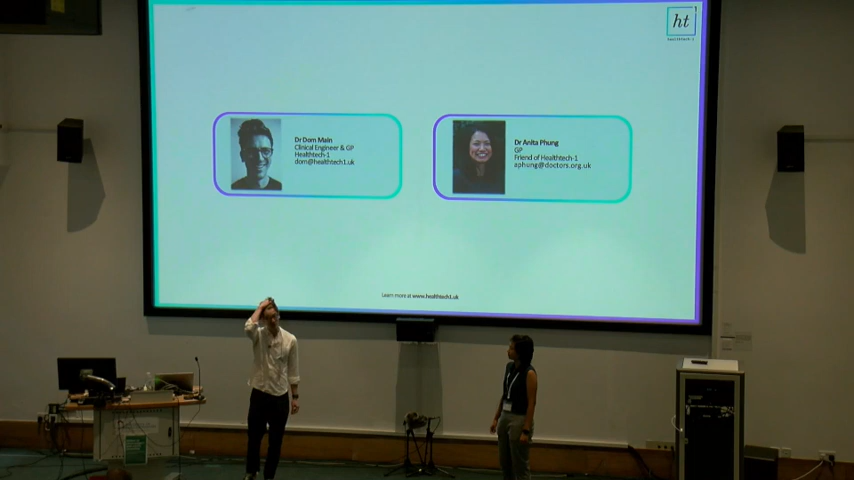 ht
healthtech-1
Dr Dom Main
Clinical Engineer & GP
Healthtech-1
dom@healthtech1.uk
Dr Anita Phung
GP
Friend of Healthtech-1
aphung@doctors.org.uk
Learn more at www.healthtech1.uk